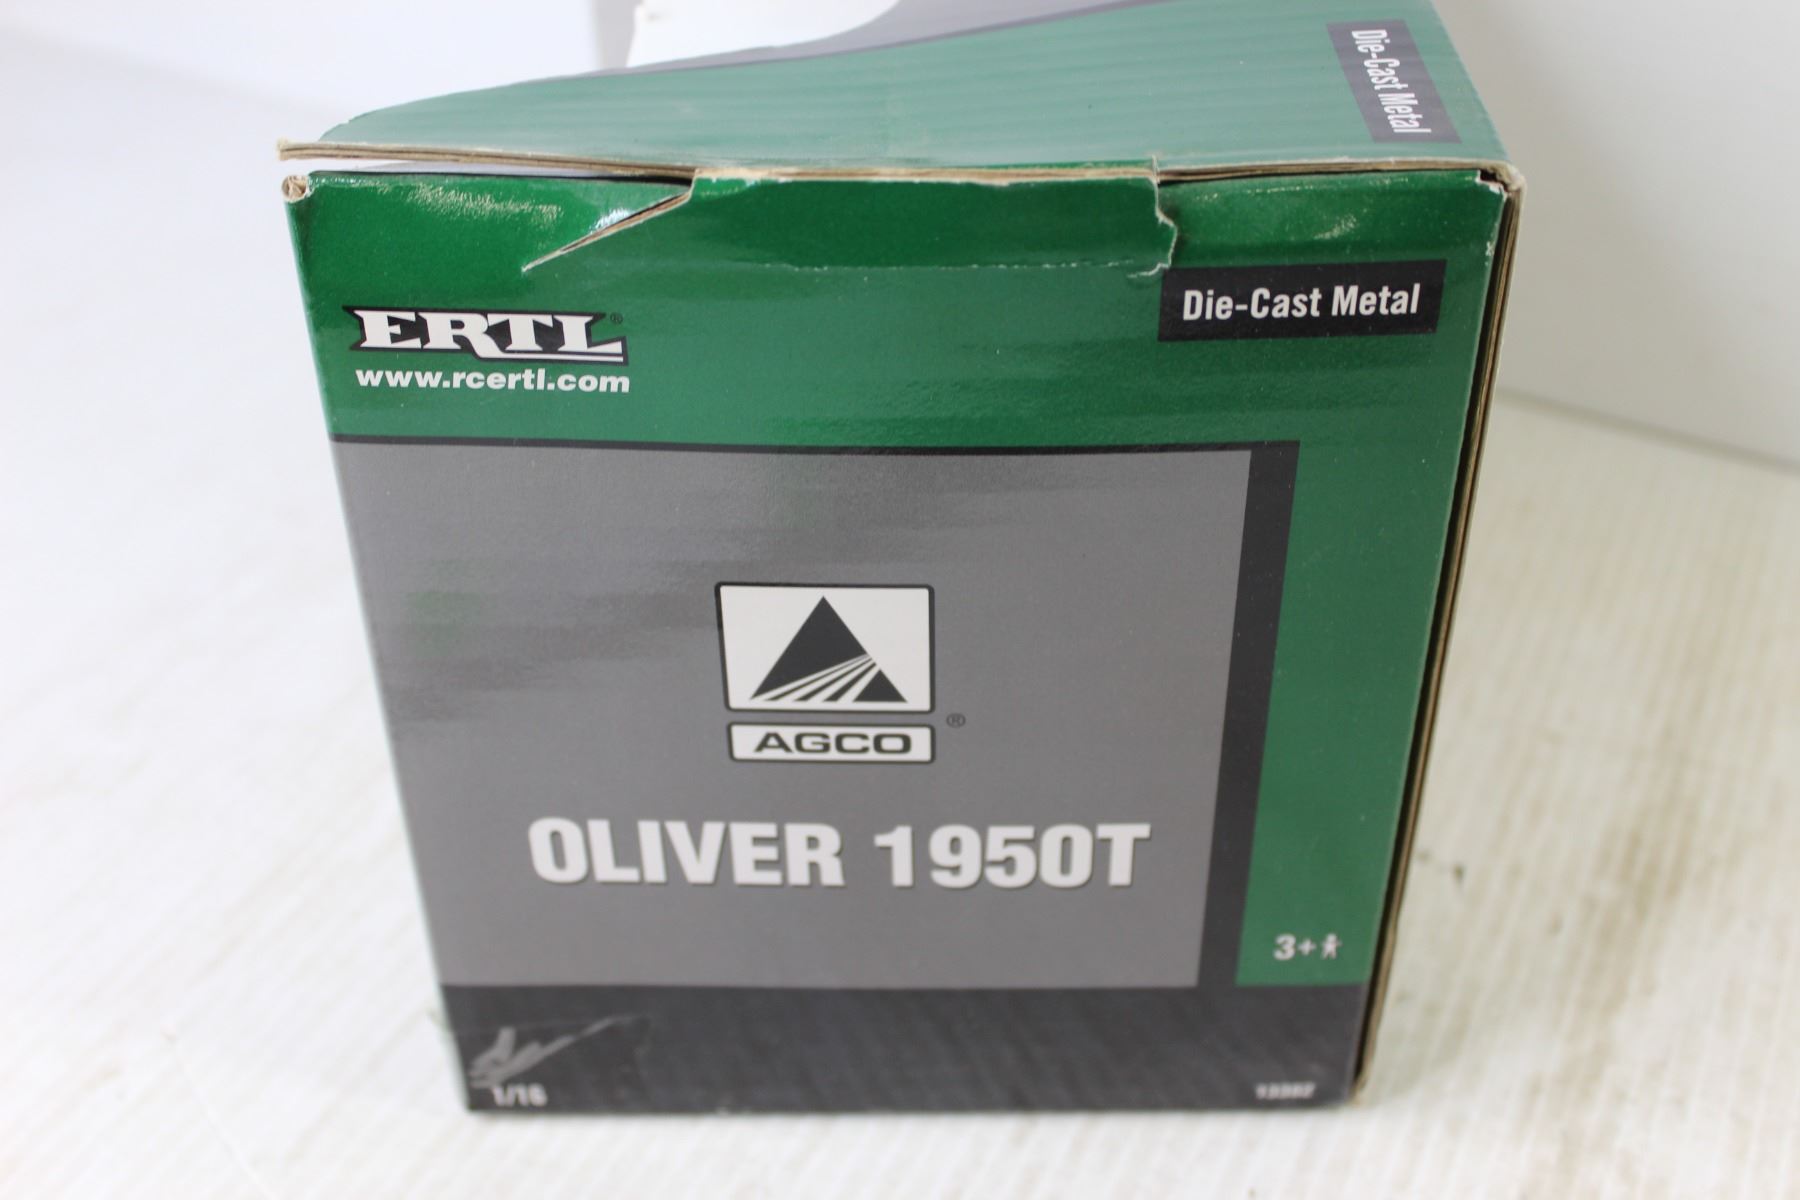 Die-Cast Metal
ERTL®
www.rcertl.com
Die-Cast Metal
AGCO®
OLIVER 1950T
3+
1/16